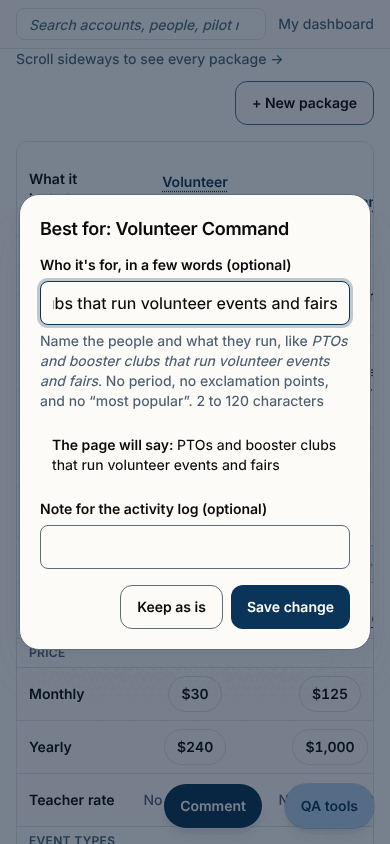 Search accounts, people, pilot
My dashboard
Scroll sideways to see every package →
+ New package
What it
Volunteer
Best for: Volunteer Command
Who it's for, in a few words (optional)
bs that run volunteer events and fairs
Name the people and what they run, like PTOs
and booster clubs that run volunteer events
and fairs. No period, no exclamation points,
and no “most popular”. 2 to 120 characters
The page will say: PTOs and booster clubs
that run volunteer events and fairs
Note for the activity log (optional)
Keep as is
Save change
PRICE
Monthly
$30
$125
Yearly
$240
$1,000
Teacher rate
No
Comment
QA tools
EVENT TYPES